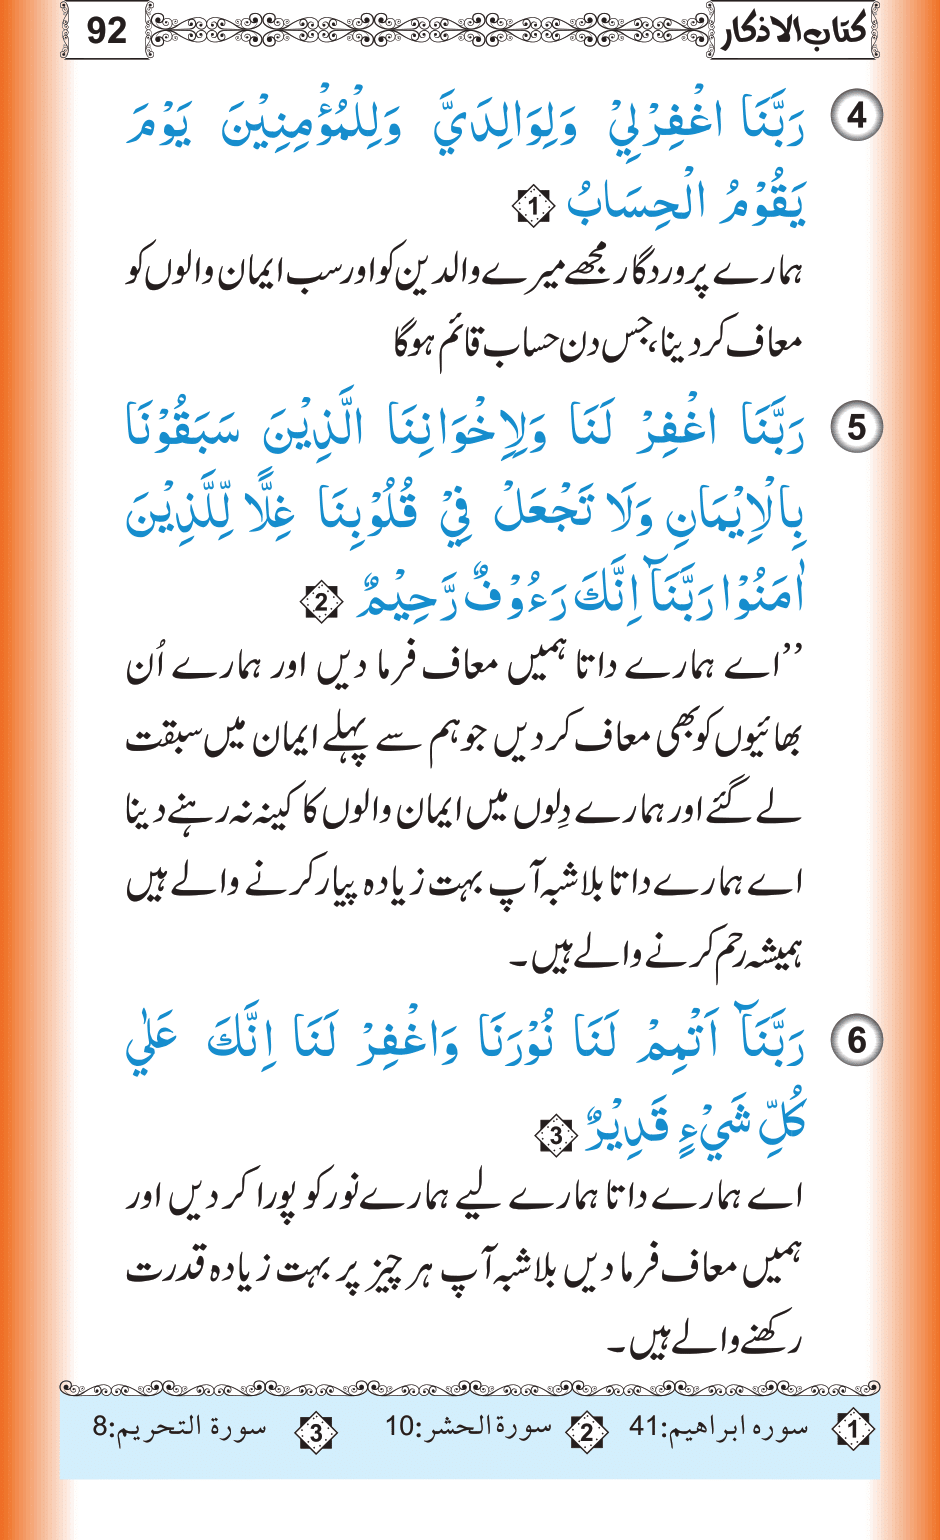 کتاب الاذکار 92
4 رَبَّنَا اغْفِرْلِيْ وَلِوَالِدَيَّ وَلِلْمُؤْمِنِيْنَ يَوْمَ
يَقُوْمُ الْحِسَابُ 1
ہمارے پروردگار مجھے میرے والدین کو اور سب ایمان والوں کو
معاف کر دینا، جس دن حساب قائم ہوگا
5 رَبَّنَا اغْفِرْ لَنَا وَلِاِخْوَانِنَا الَّذِيْنَ سَبَقُوْنَا
بِالْاِيْمَانِ وَلَا تَجْعَلْ فِيْ قُلُوْبِنَا غِلًّا لِّلَّذِيْنَ
اٰمَنُوْا رَبَّنَآ اِنَّكَ رَءُوْفٌ رَّحِيْمٌ 2
’’اے ہمارے داتا ہمیں معاف فرما دیں اور ہمارے اُن
بھائیوں کو بھی معاف کر دیں جو ہم سے پہلے ایمان میں سبقت
لے گئے اور ہمارے دِلوں میں ایمان والوں کا کینہ نہ رہنے دینا
اے ہمارے داتا بلاشبہ آپ بہت زیادہ پیار کرنے والے ہیں
ہمیشہ رحم کرنے والے ہیں۔
6 رَبَّنَآ اَتْمِمْ لَنَا نُوْرَنَا وَاغْفِرْ لَنَا اِنَّكَ عَلٰي
كُلِّ شَيْءٍ قَدِيْرٌ 3
اے ہمارے داتا ہمارے لیے ہمارے نور کو پورا کر دیں اور
ہمیں معاف فرما دیں بلاشبہ آپ ہر چیز پر بہت زیادہ قدرت
رکھنے والے ہیں۔
1 سورہ ابراھیم:41 2 سورة الحشر:10 3 سورة التحریم:8